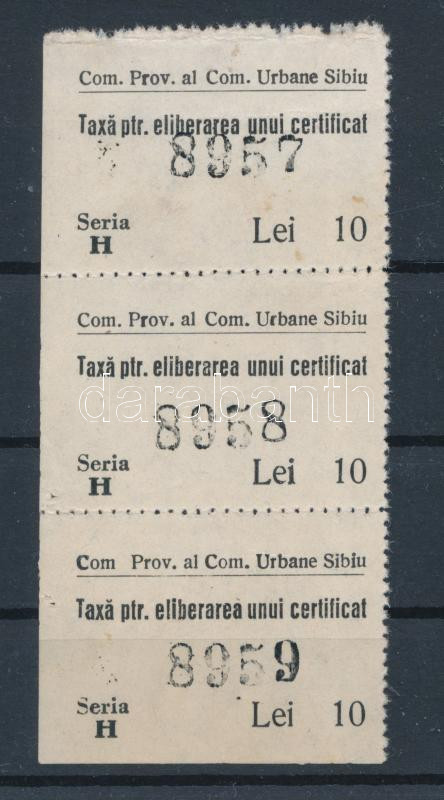 Com. Prov. al Com. Urbane Sibiu
Taxă ptr. eliberarea unui certificat
8957
Seria
H
Lei 10
Com. Prov. al Com. Urbane Sibiu
Taxă ptr. eliberarea unui certificat
darabanth
8958
Seria
H
Lei 10
Com Prov. al Com. Urbane Sibiu
Taxă ptr. eliberarea unui certificat
8959
Seria
H
Lei 10